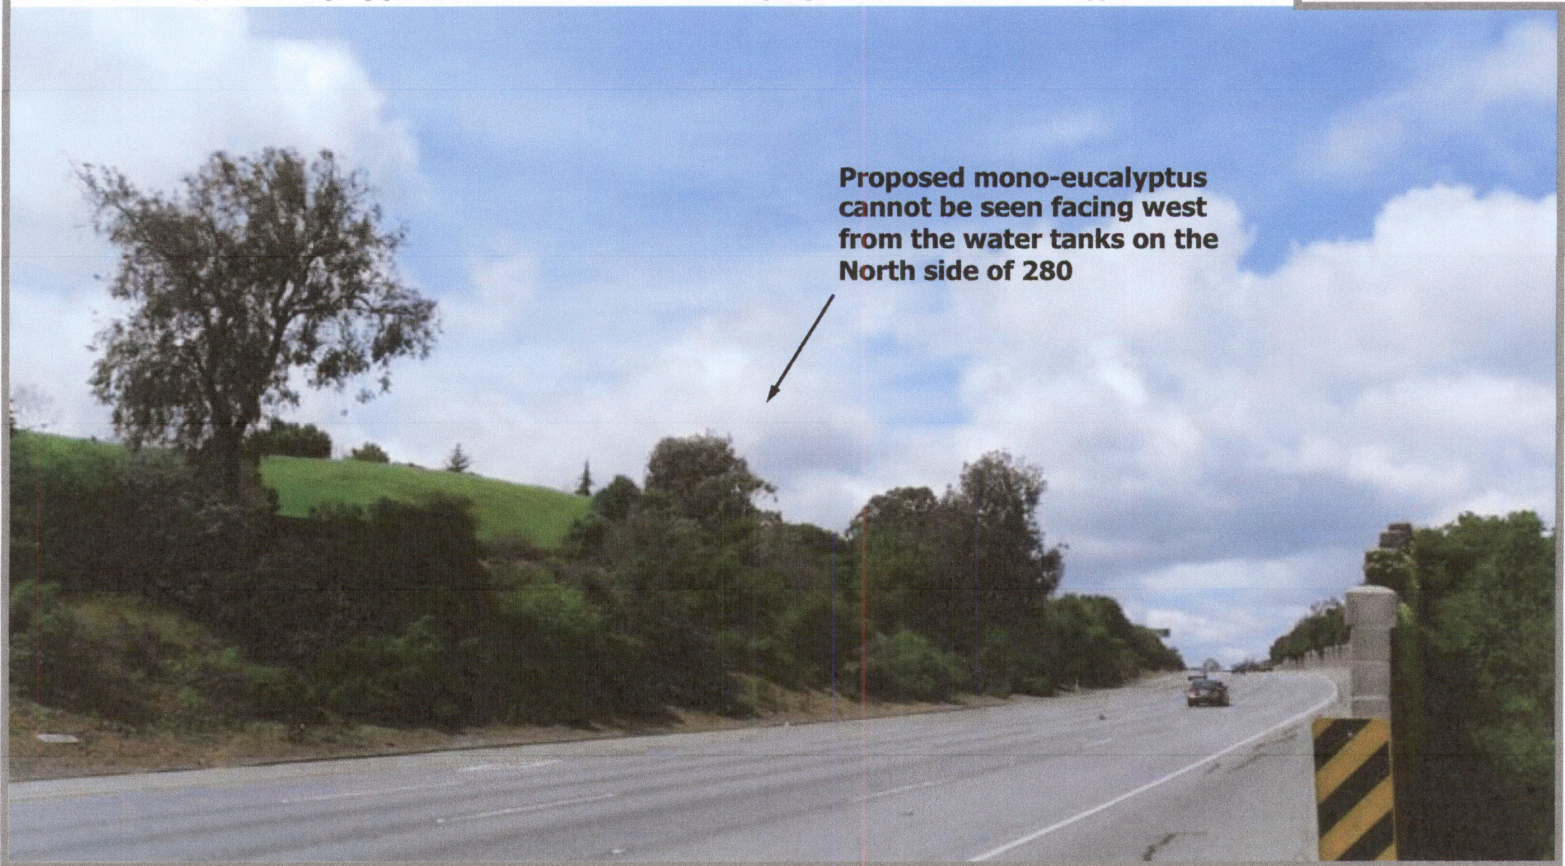 Proposed mono-eucalyptus
cannot be seen facing west
from the water tanks on the
North side of 280